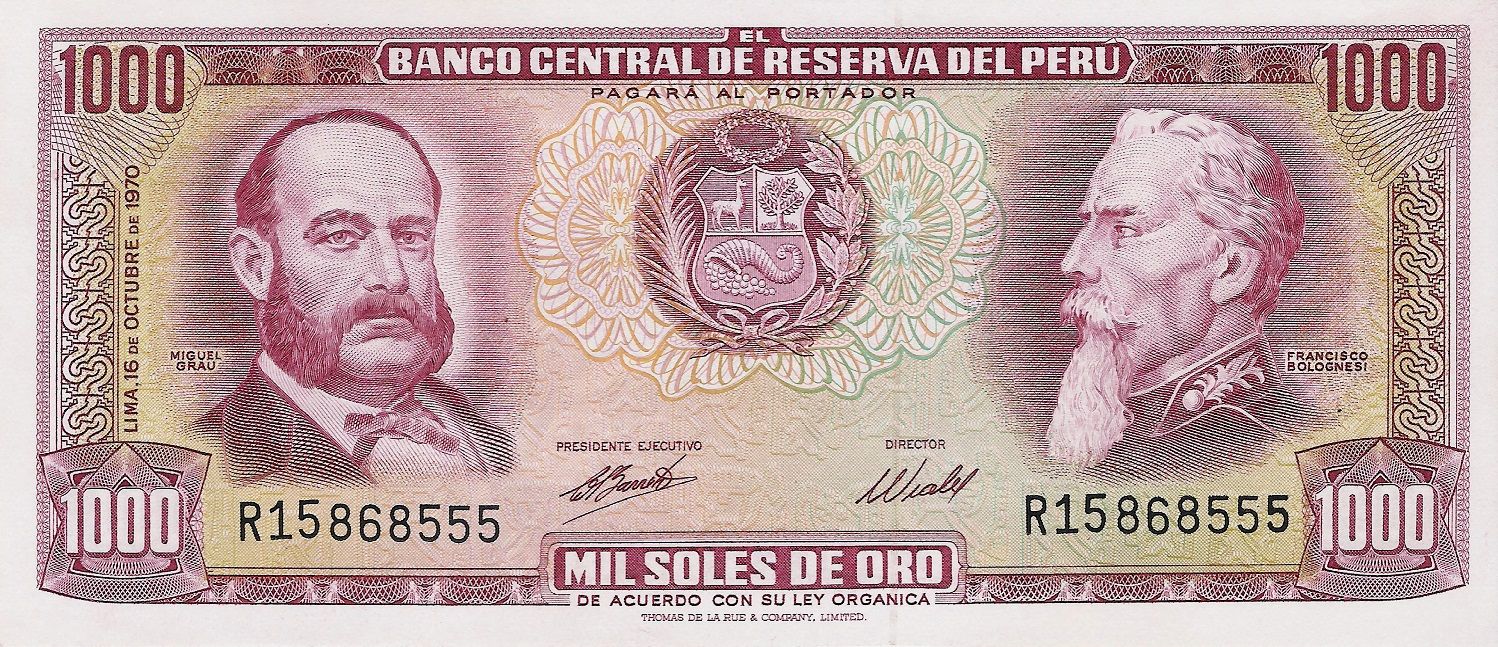 EL
BANCO CENTRAL DE RESERVA DEL PERÚ
PAGARÁ AL PORTADOR
1000
1000
LIMA, 16 DE OCTUBRE DE 1970
MIGUEL
GRAU
FRANCISCO
BOLOGNESI
PRESIDENTE EJECUTIVO
DIRECTOR
R15868555
R15868555
1000
1000
MIL SOLES DE ORO
DE ACUERDO CON SU LEY ORGANICA
THOMAS DE LA RUE & COMPANY, LIMITED.